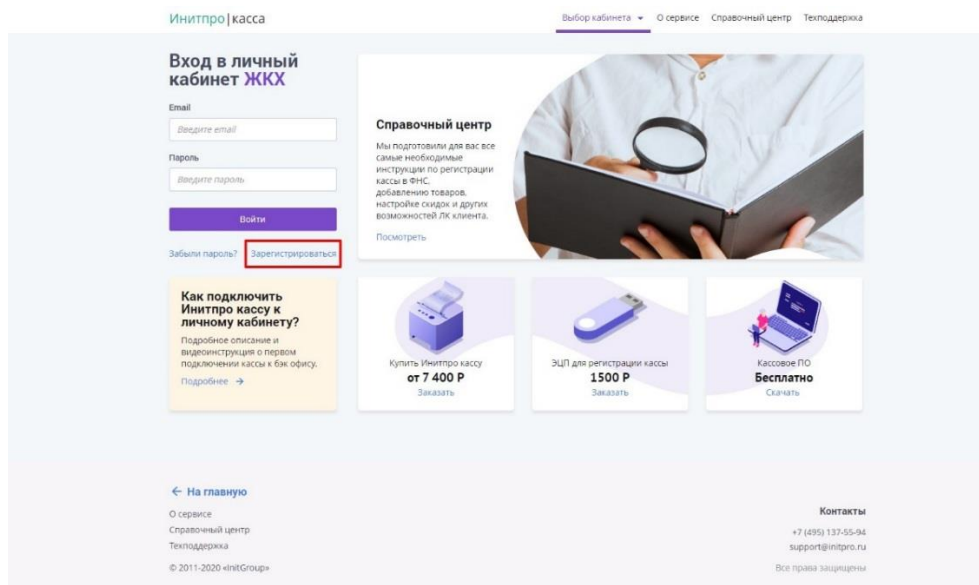 Инитпро|касса
Выбор кабинета О сервисе Справочный центр Техподдержка
Вход в личный
кабинет ЖКХ
Email
Введите email
Пароль
Введите пароль
Войти
Забыли пароль? Зарегистрироваться
Справочный центр
Мы подготовили для вас все
самые необходимые
инструкции по регистрации
кассы в ФНС,
добавлению товаров,
настройке скидок и других
возможностей ЛК клиента.
Посмотреть
Как подключить
Инитпро кассу к
личному кабинету?
Подробное описание и
видеоинструкция о первом
подключении кассы к бэк офису.
Подробнее →
Купить Инитпро кассу
от 7 400 Р
Заказать
ЭЦП для регистрации кассы
1500 Р
Заказать
Кассовое ПО
Бесплатно
Скачать
← На главную
О сервисе
Справочный центр
Техподдержка
© 2011-2020 «InitGroup»
Контакты
+7 (495) 137-55-94
support@initpro.ru
Все права защищены